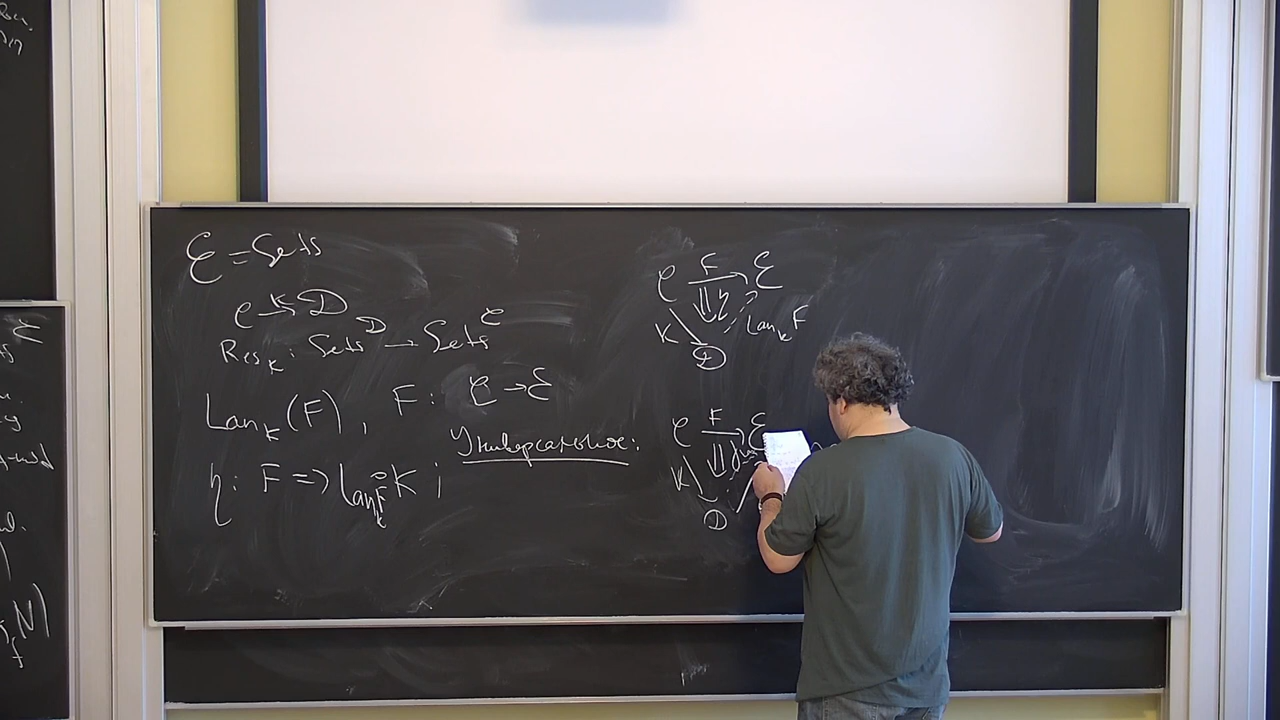 ℰ = Sets
𝒞 K→ 𝒟
Res_K : Sets^𝒟 → Sets^𝒞
Lan_K(F), F: 𝒞 → ℰ
η: F ⇒ Lan_K F ∘ K ;
Универсальное:
𝒞 F→ ℰ
K ⇓ η Lan_K F
𝒟
𝒞 F→ ℰ
K ⇓
𝒟